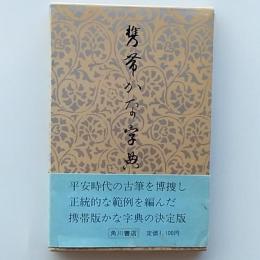 携帯かな字典
平安時代の古筆を博捜し
正統的な範例を編んだ
携帯版かな字典の決定版
角川書店 定価1,100円